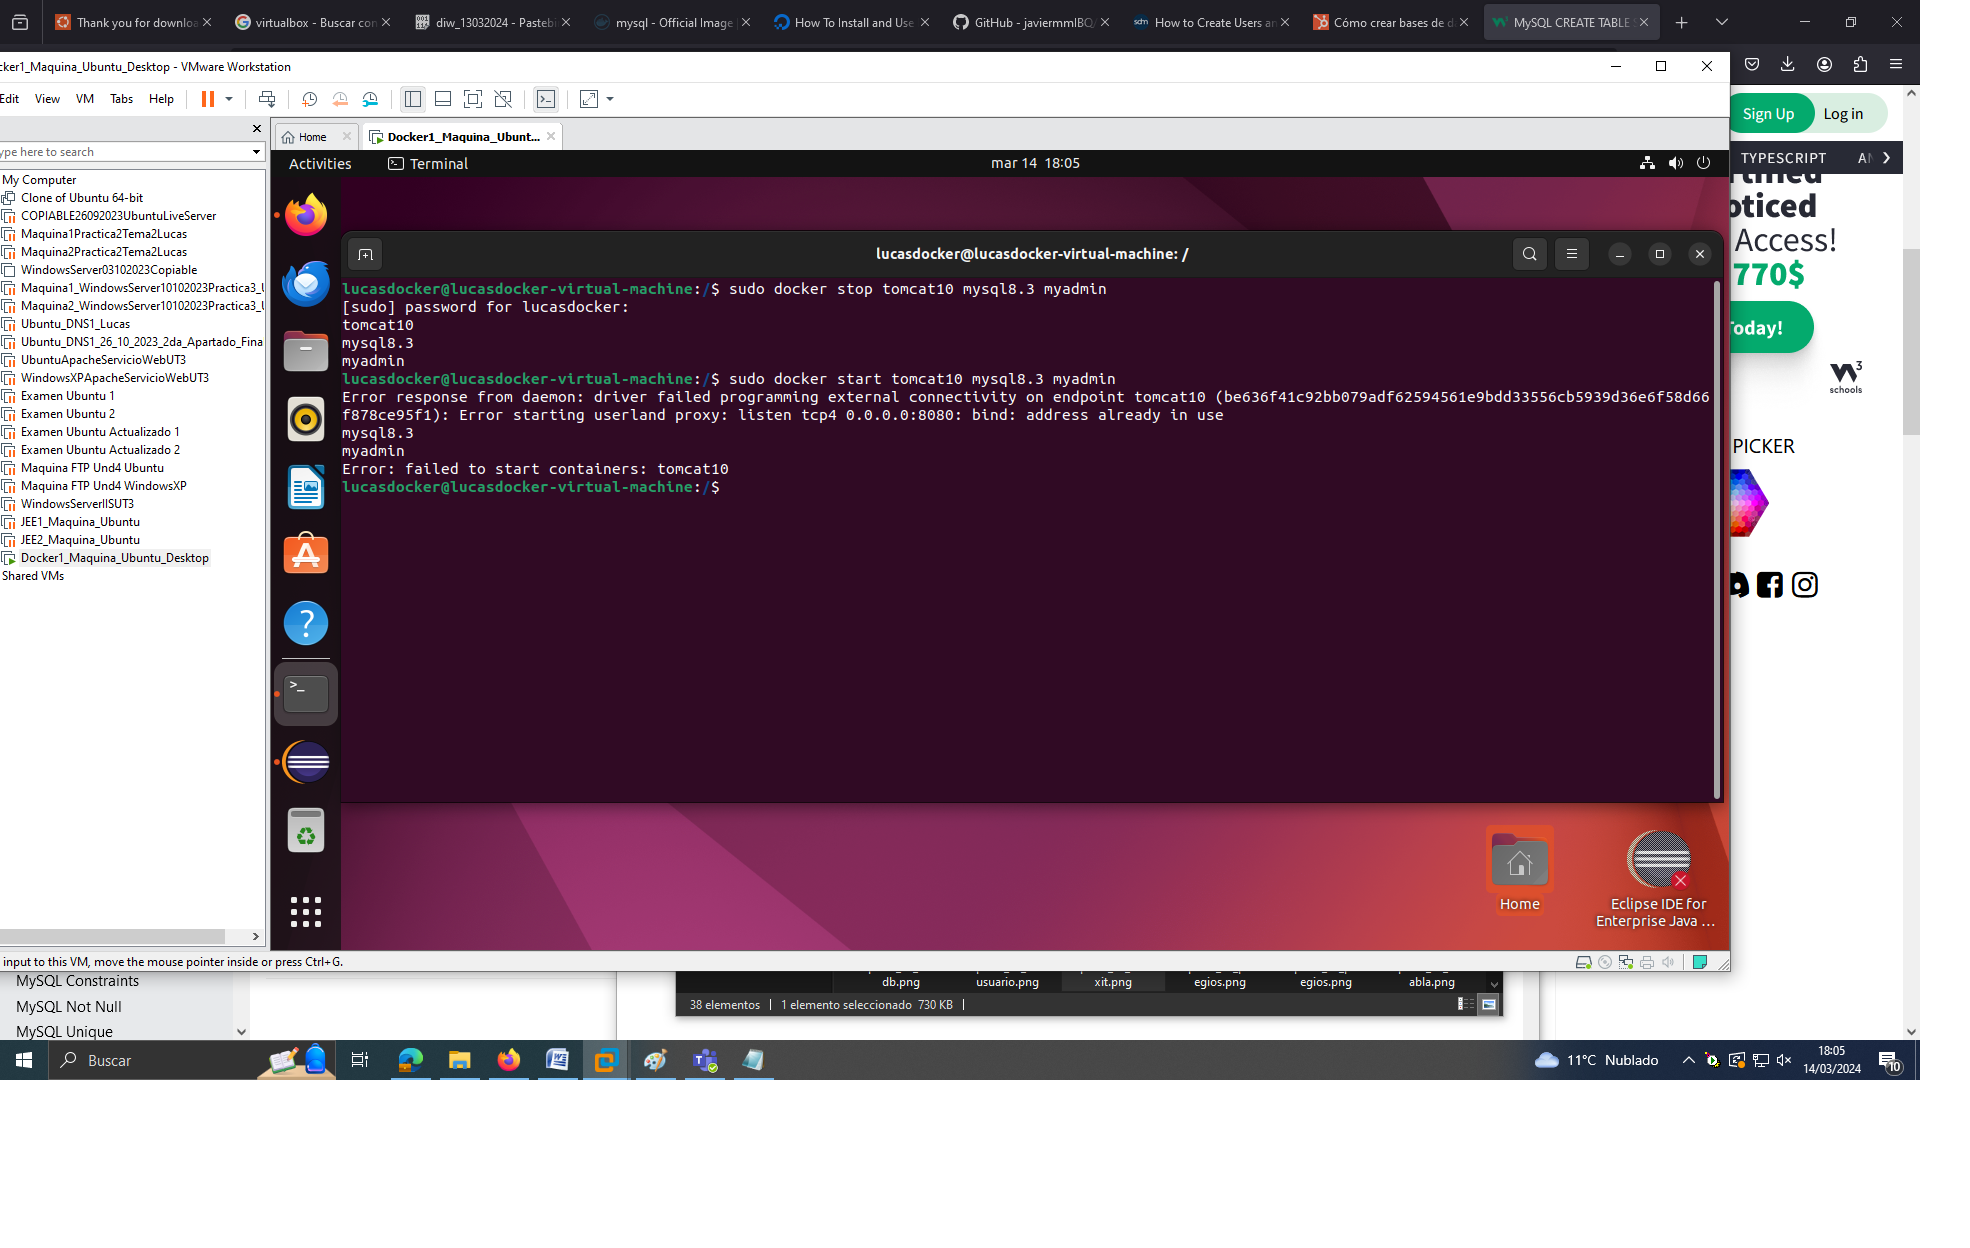 Thank you for downloa
virtualbox - Buscar con
diw_13032024 - Pastebi
mysql - Official Image
How To Install and Use
GitHub - javiermmlBQ
How to Create Users a
Cómo crear bases de d
MySQL CREATE TABLE
cker1_Maquina_Ubuntu_Desktop - VMware Workstation
Edit View VM Tabs Help
Sign Up
Log in
Home
Docker1_Maquina_Ubunt...
ype here to search
Activities
Terminal
mar 14 18:05
TYPESCRIPT
oticed
Access!
770$
oday!
schools
PICKER
My Computer
Clone of Ubuntu 64-bit
COPIABLE26092023UbuntuLiveServer
Maquina1Practica2Tema2Lucas
Maquina2Practica2Tema2Lucas
WindowsServer03102023Copiable
Maquina1_WindowsServer10102023Practica3_
Maquina2_WindowsServer10102023Practica3_
Ubuntu_DNS1_Lucas
Ubuntu_DNS1_26_10_2023_2da_Apartado_Fina
UbuntuApacheServicioWebUT3
WindowsXPApacheServicioWebUT3
Examen Ubuntu 1
Examen Ubuntu 2
Examen Ubuntu Actualizado 1
Examen Ubuntu Actualizado 2
Maquina FTP Und4 Ubuntu
Maquina FTP Und4 WindowsXP
WindowsServerIISUT3
JEE1_Maquina_Ubuntu
JEE2_Maquina_Ubuntu
Docker1_Maquina_Ubuntu_Desktop
Shared VMs
lucasdocker@lucasdocker-virtual-machine: /
lucasdocker@lucasdocker-virtual-machine:/$ sudo docker stop tomcat10 mysql8.3 myadmin
[sudo] password for lucasdocker:
tomcat10
mysql8.3
myadmin
lucasdocker@lucasdocker-virtual-machine:/$ sudo docker start tomcat10 mysql8.3 myadmin
Error response from daemon: driver failed programming external connectivity on endpoint tomcat10 (be636f41c92bb079adf62594561e9bdd33556cb5939d36e6f58d66
f878ce95f1): Error starting userland proxy: listen tcp4 0.0.0.0:8080: bind: address already in use
mysql8.3
myadmin
Error: failed to start containers: tomcat10
lucasdocker@lucasdocker-virtual-machine:/$
Home
Eclipse IDE for
Enterprise Java ...
input to this VM, move the mouse pointer inside or press Ctrl+G.
MySQL Constraints
MySQL Not Null
MySQL Unique
db.png
usuario.png
xit.png
egios.png
egios.png
abla.png
38 elementos
1 elemento seleccionado 730 KB
Buscar
11°C Nublado
18:05
14/03/2024
10